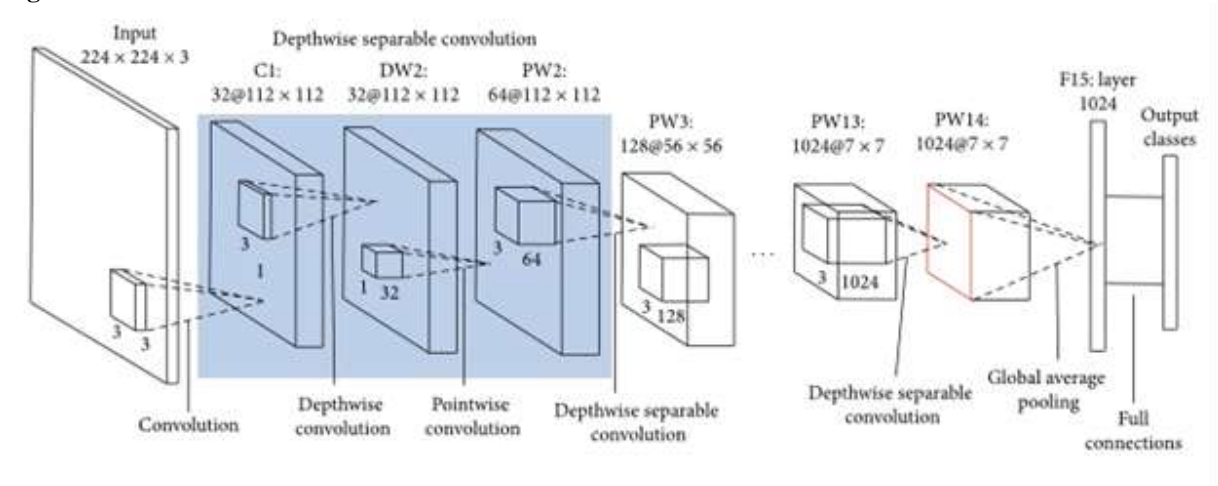 Input
224 × 224 × 3
Depthwise separable convolution
C1:
32@112 × 112
DW2:
32@112 × 112
PW2:
64@112 × 112
PW3:
128@56 × 56
PW13:
1024@7 × 7
PW14:
1024@7 × 7
F15: layer
1024
Output
classes
3
3
3
1
1
32
3
64
3
128
...
3
1024
Convolution
Depthwise
convolution
Pointwise
convolution
Depthwise separable
convolution
Depthwise separable
convolution
Global average
pooling
Full
connections